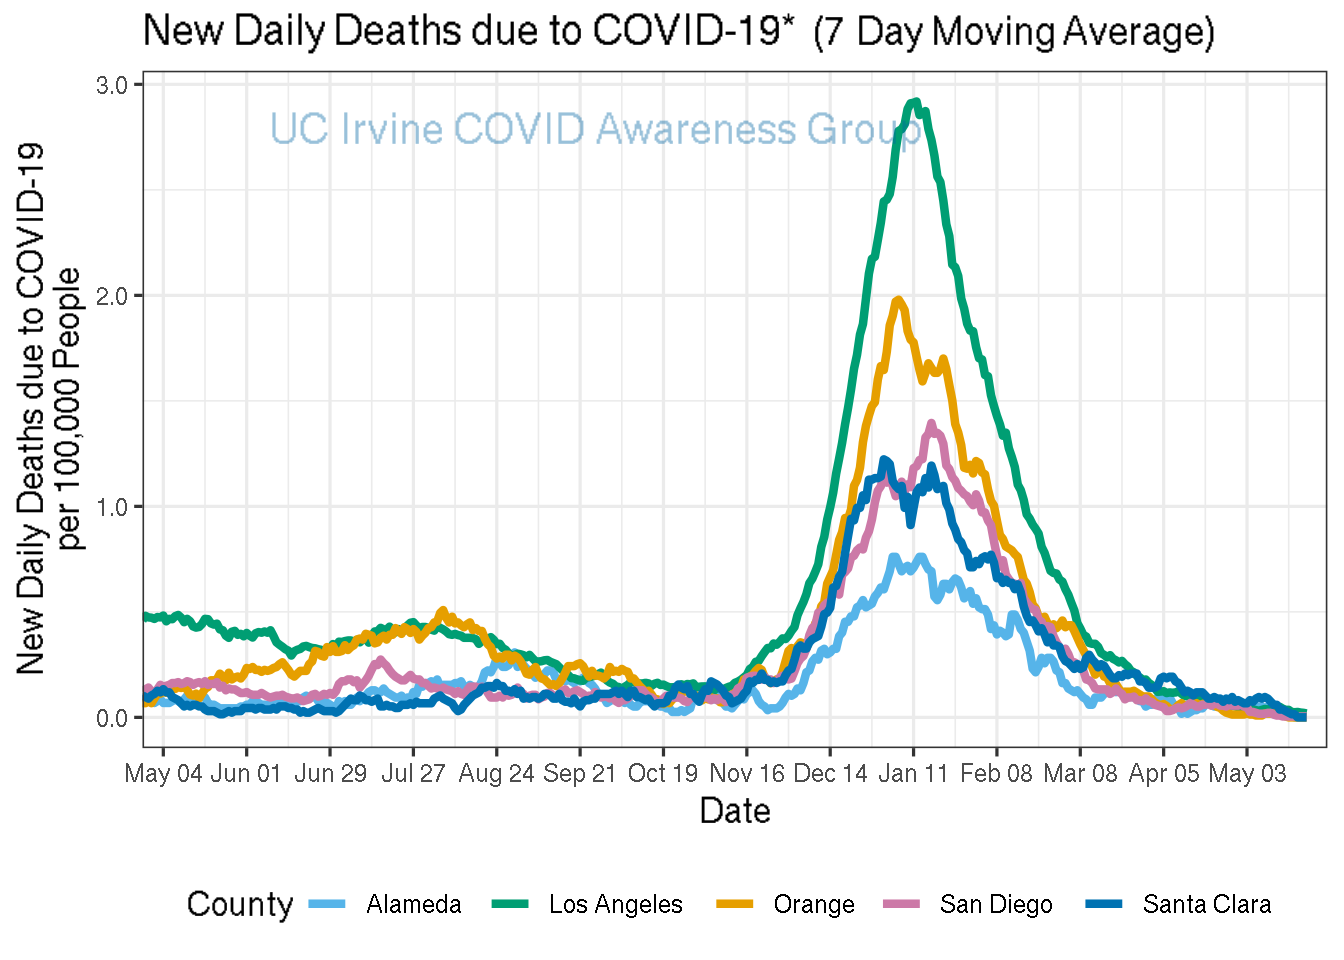 New Daily Deaths due to COVID-19* (7 Day Moving Average)
UC Irvine COVID Awareness Group
New Daily Deaths due to COVID-19
per 100,000 People
3.0
2.0
1.0
0.0
May 04 Jun 01 Jun 29 Jul 27 Aug 24 Sep 21 Oct 19 Nov 16 Dec 14 Jan 11 Feb 08 Mar 08 Apr 05 May 03
Date
County Alameda Los Angeles Orange San Diego Santa Clara